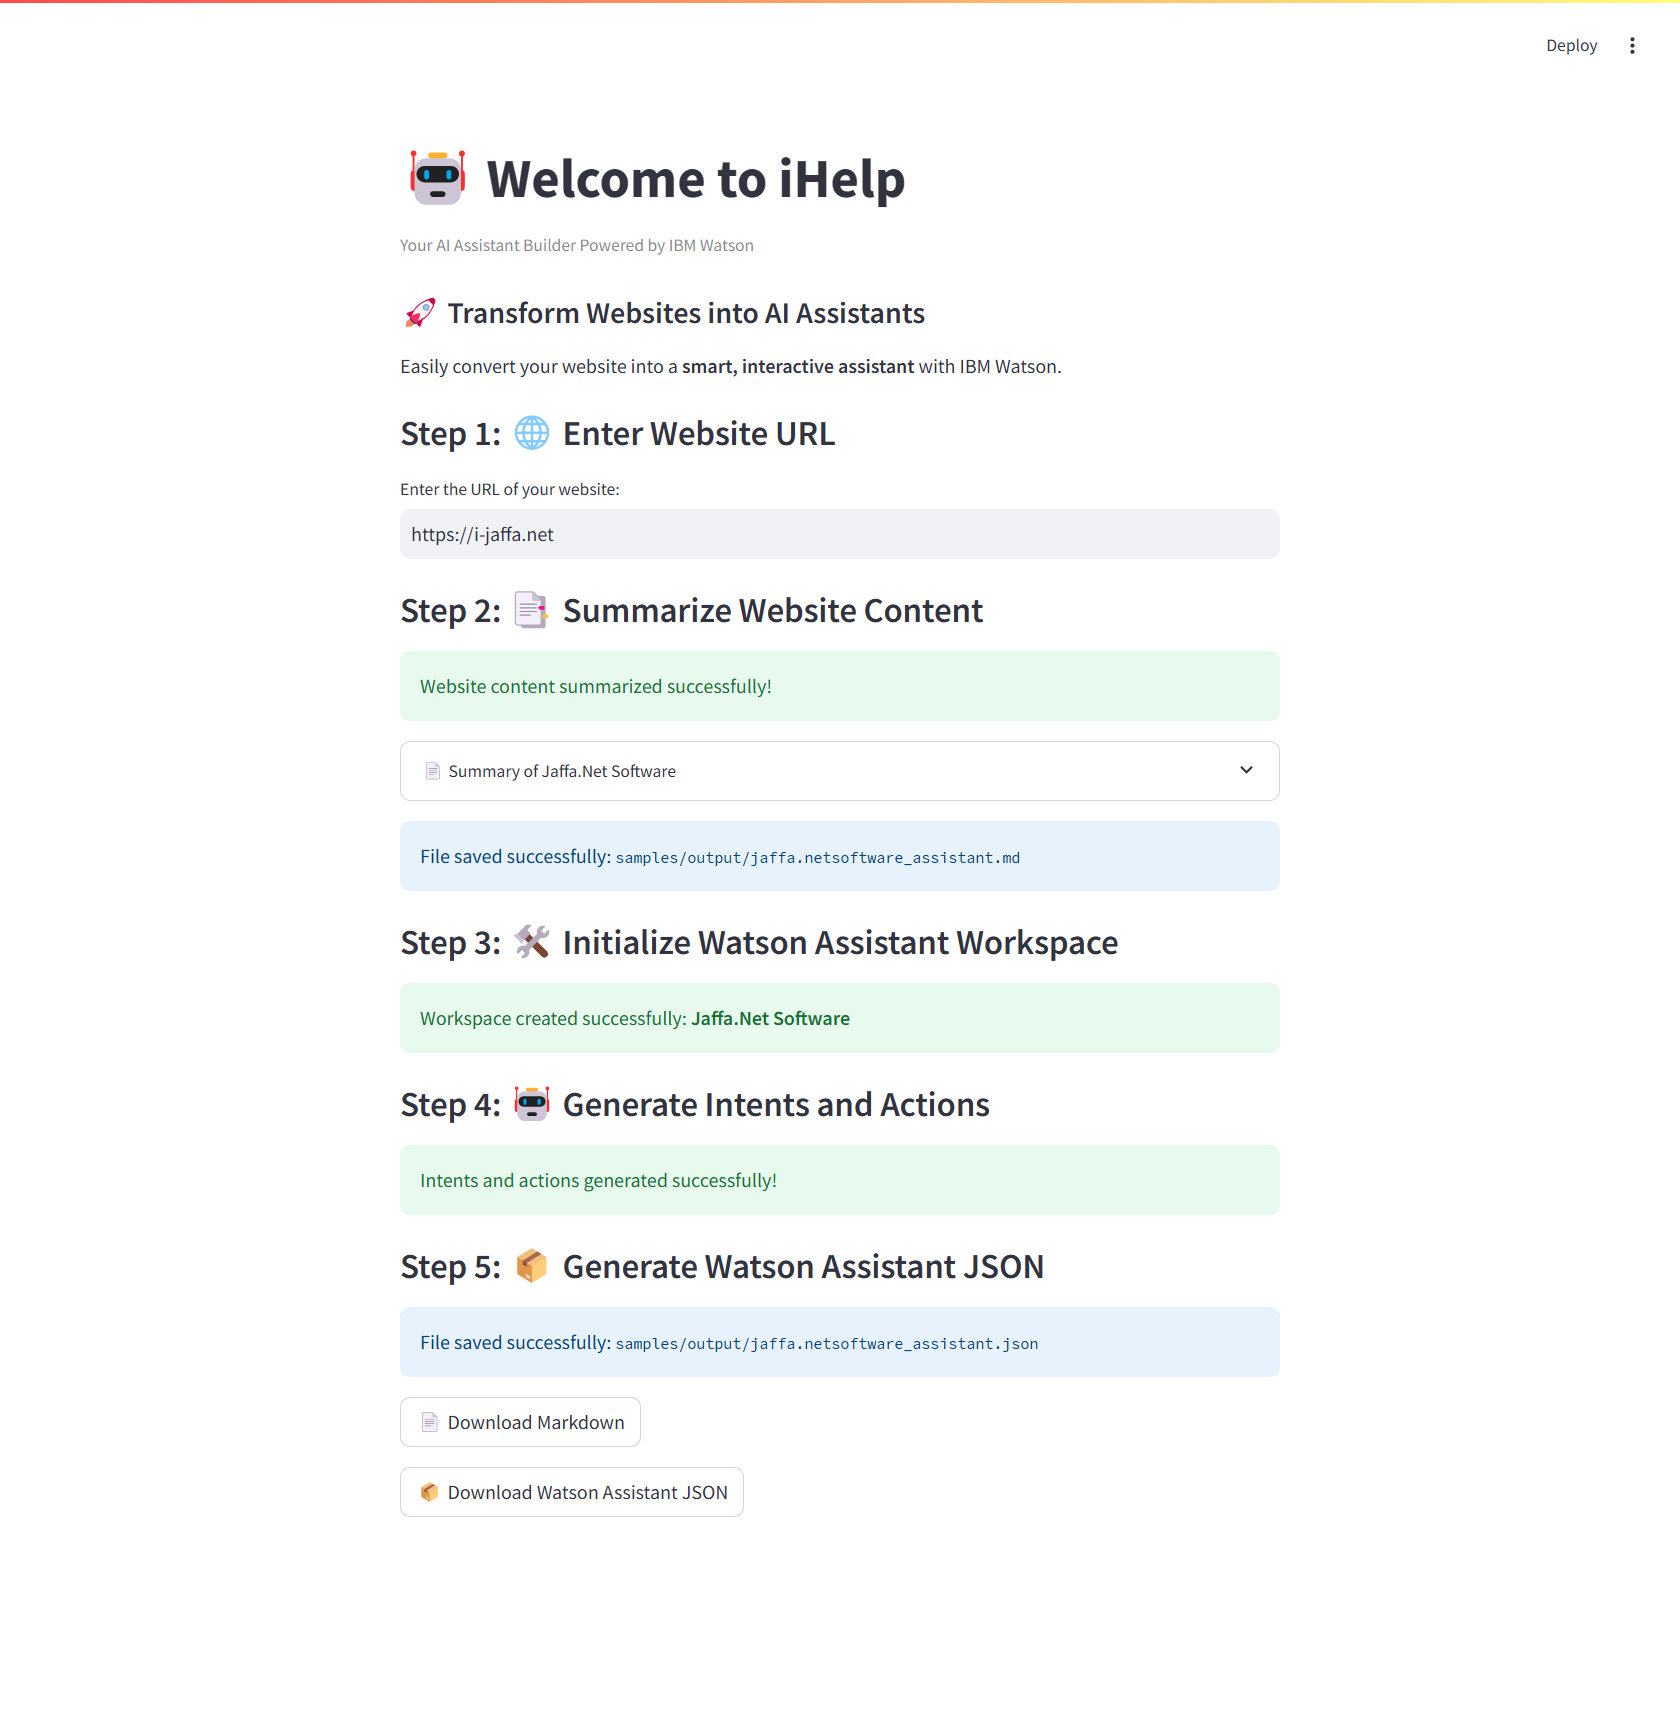 Deploy
Welcome to iHelp
Your AI Assistant Builder Powered by IBM Watson
Transform Websites into AI Assistants
Easily convert your website into a smart, interactive assistant with IBM Watson.
Step 1: 🌐 Enter Website URL
Enter the URL of your website:
https://i-jaffa.net
Step 2: 📑 Summarize Website Content
Website content summarized successfully!
Summary of Jaffa.Net Software
File saved successfully: samples/output/jaffa.netsoftware_assistant.md
Step 3: 🛠️ Initialize Watson Assistant Workspace
Workspace created successfully: Jaffa.Net Software
Step 4: 🤖 Generate Intents and Actions
Intents and actions generated successfully!
Step 5: 📦 Generate Watson Assistant JSON
File saved successfully: samples/output/jaffa.netsoftware_assistant.json
Download Markdown
Download Watson Assistant JSON